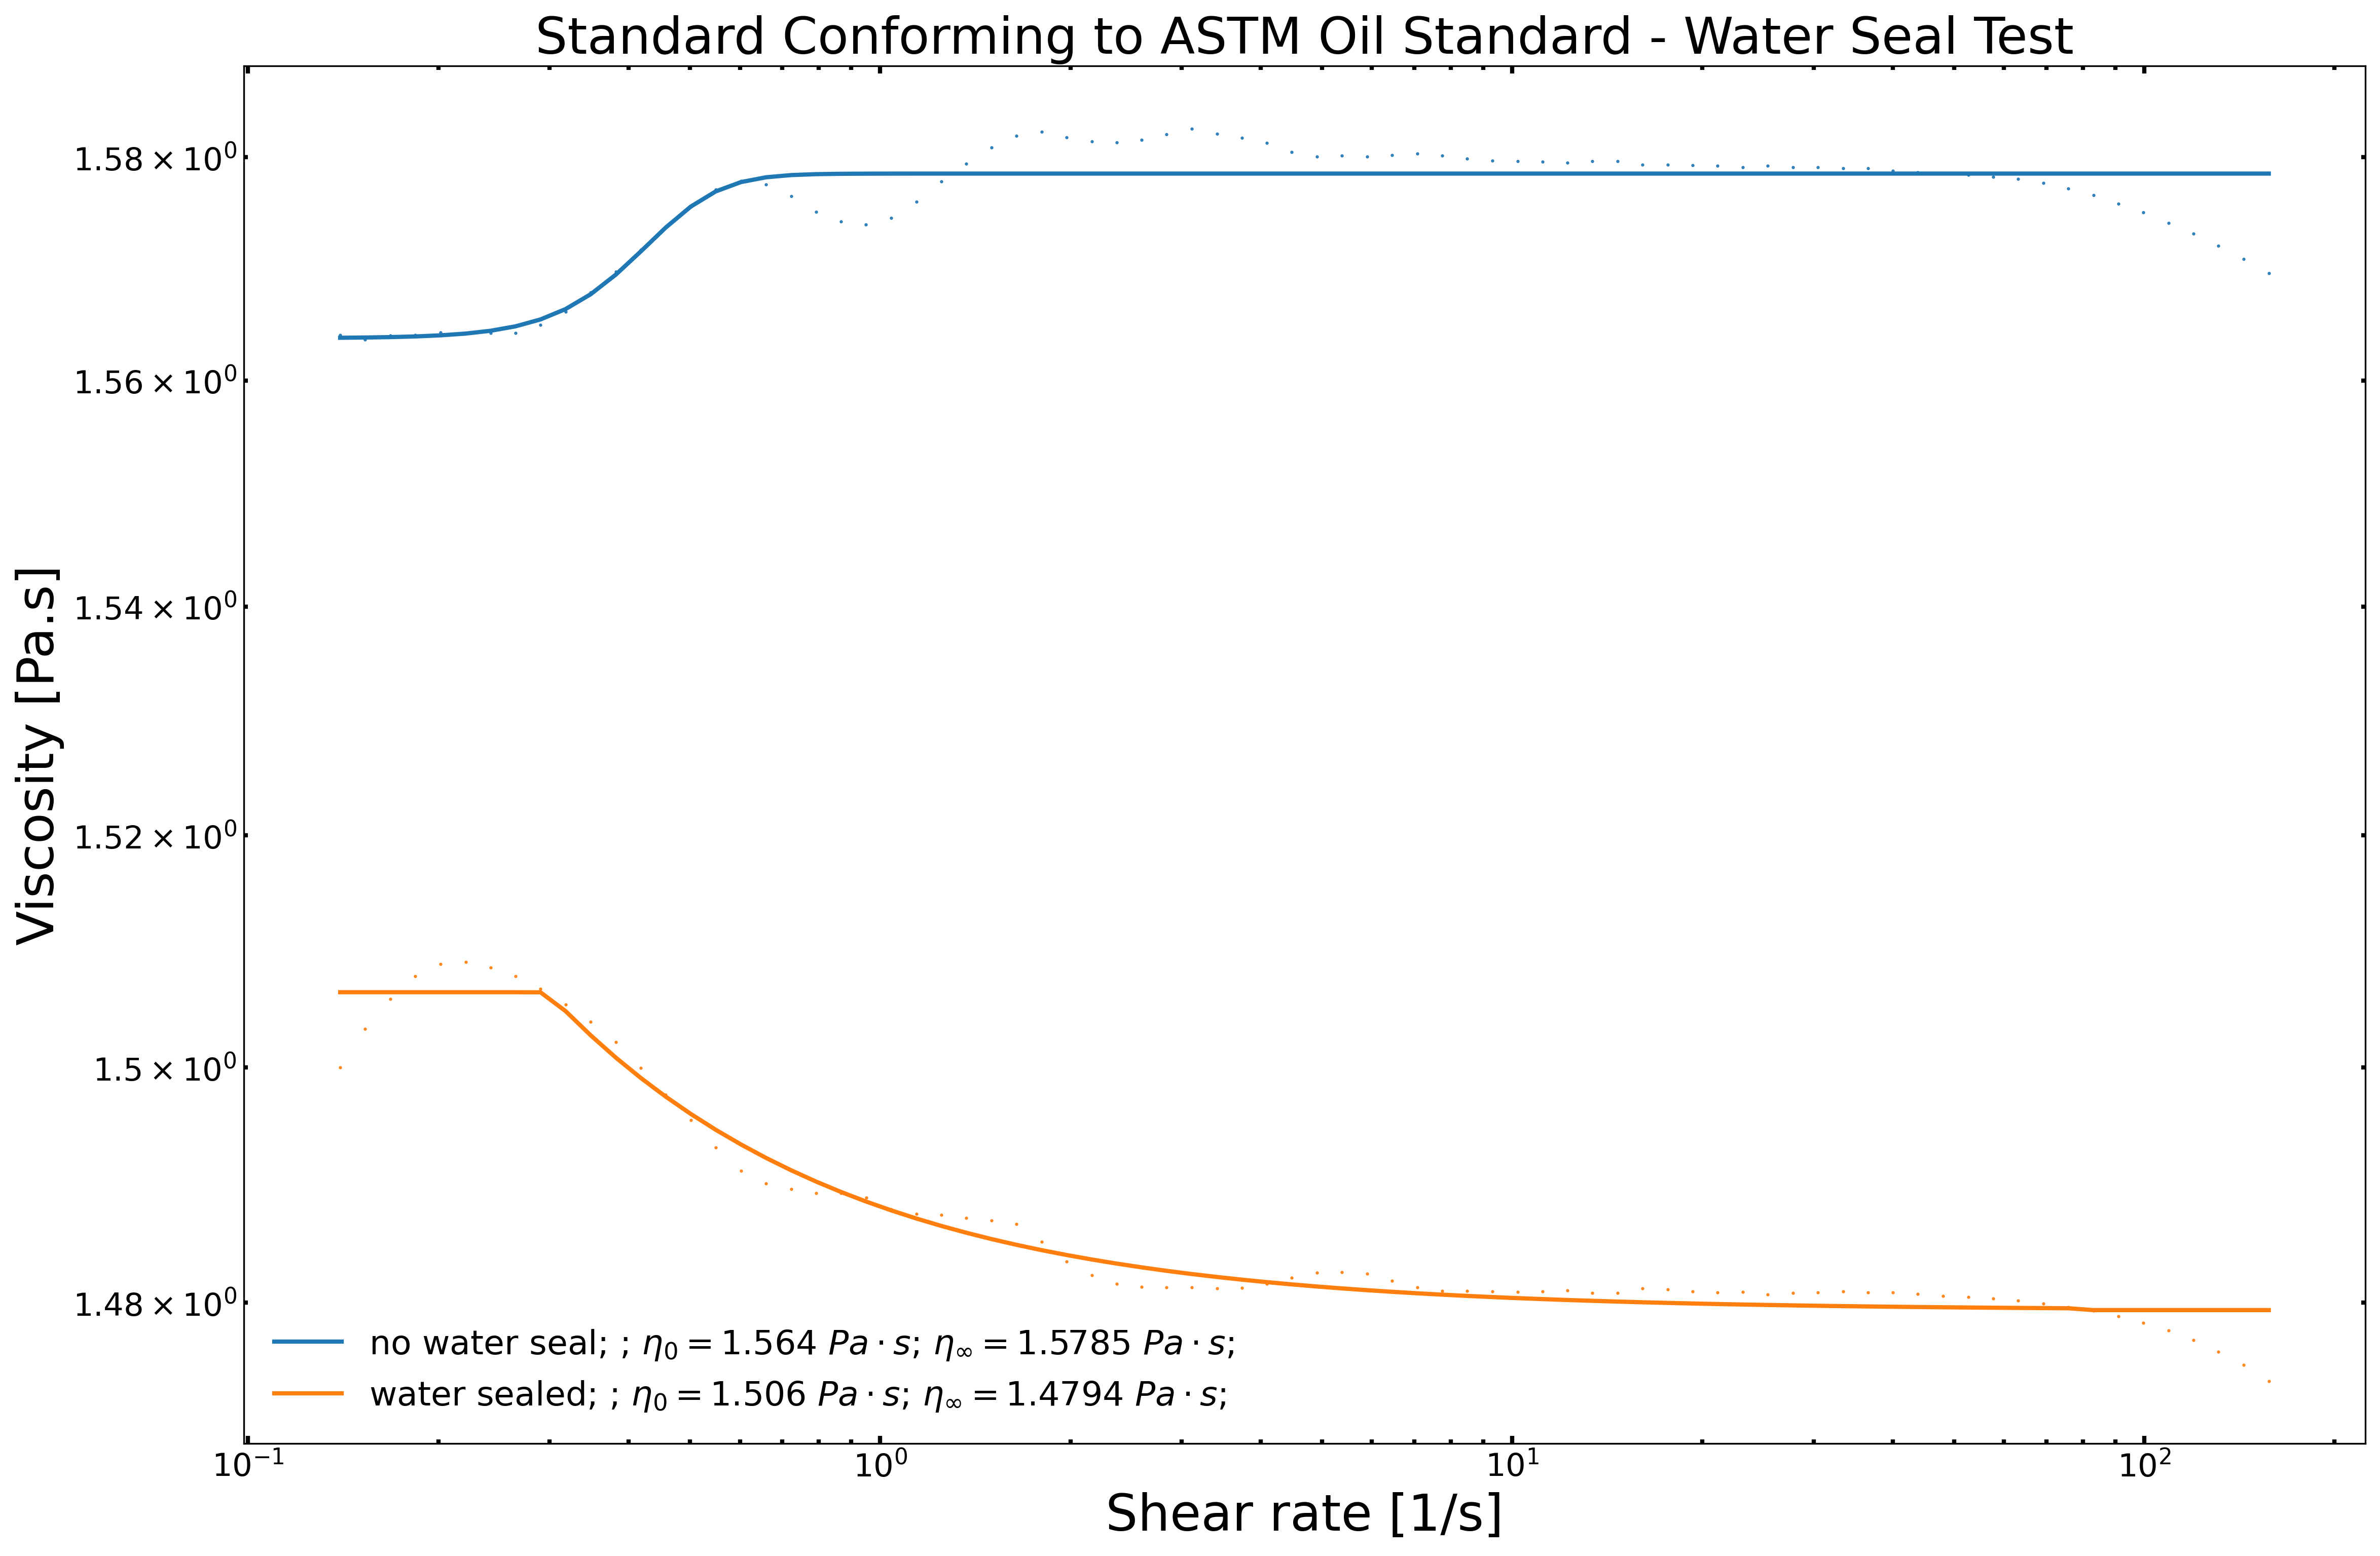 Standard Conforming to ASTM Oil Standard - Water Seal Test
1.58 × 10⁰
1.56 × 10⁰
1.54 × 10⁰
1.52 × 10⁰
1.5 × 10⁰
1.48 × 10⁰
Viscosity [Pa.s]
no water seal; ; η₀ = 1.564 Pa · s; η∞ = 1.5785 Pa · s;
water sealed; ; η₀ = 1.506 Pa · s; η∞ = 1.4794 Pa · s;
10⁻¹ 10⁰ 10¹ 10²
Shear rate [1/s]